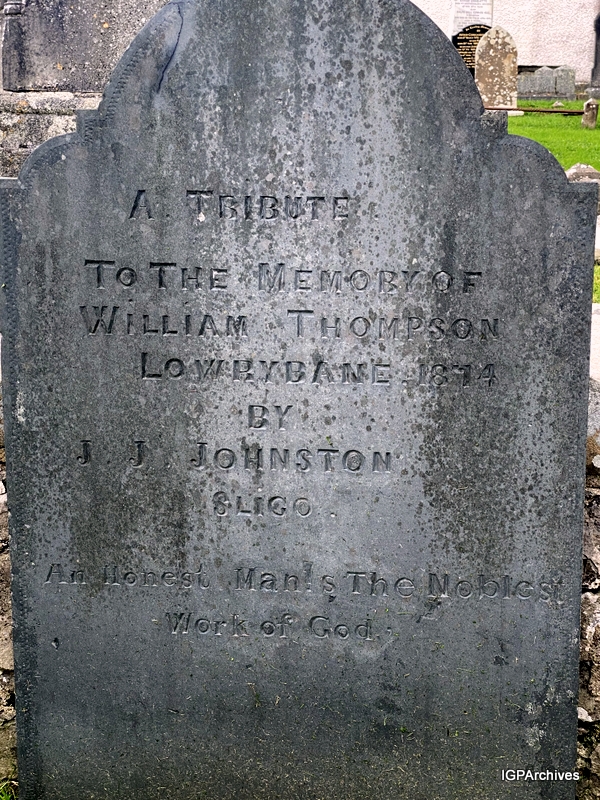 A TRIBUTE
TO THE MEMORY OF
WILLIAM THOMPSON
LOWRYBANE 1874
BY
J J JOHNSTON
SLIGO.
An Honest Man!s The Noblest
Work of God.
IGPArchives